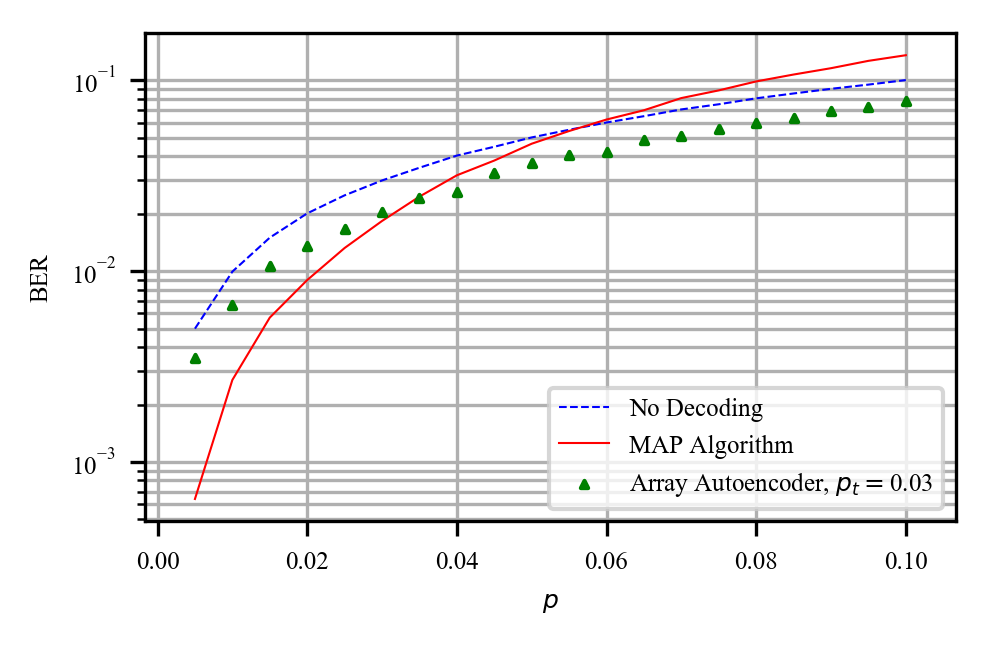 10⁻¹
10⁻²
10⁻³
BER
No Decoding
MAP Algorithm
Array Autoencoder, pₜ = 0.03
0.00 0.02 0.04 0.06 0.08 0.10
p